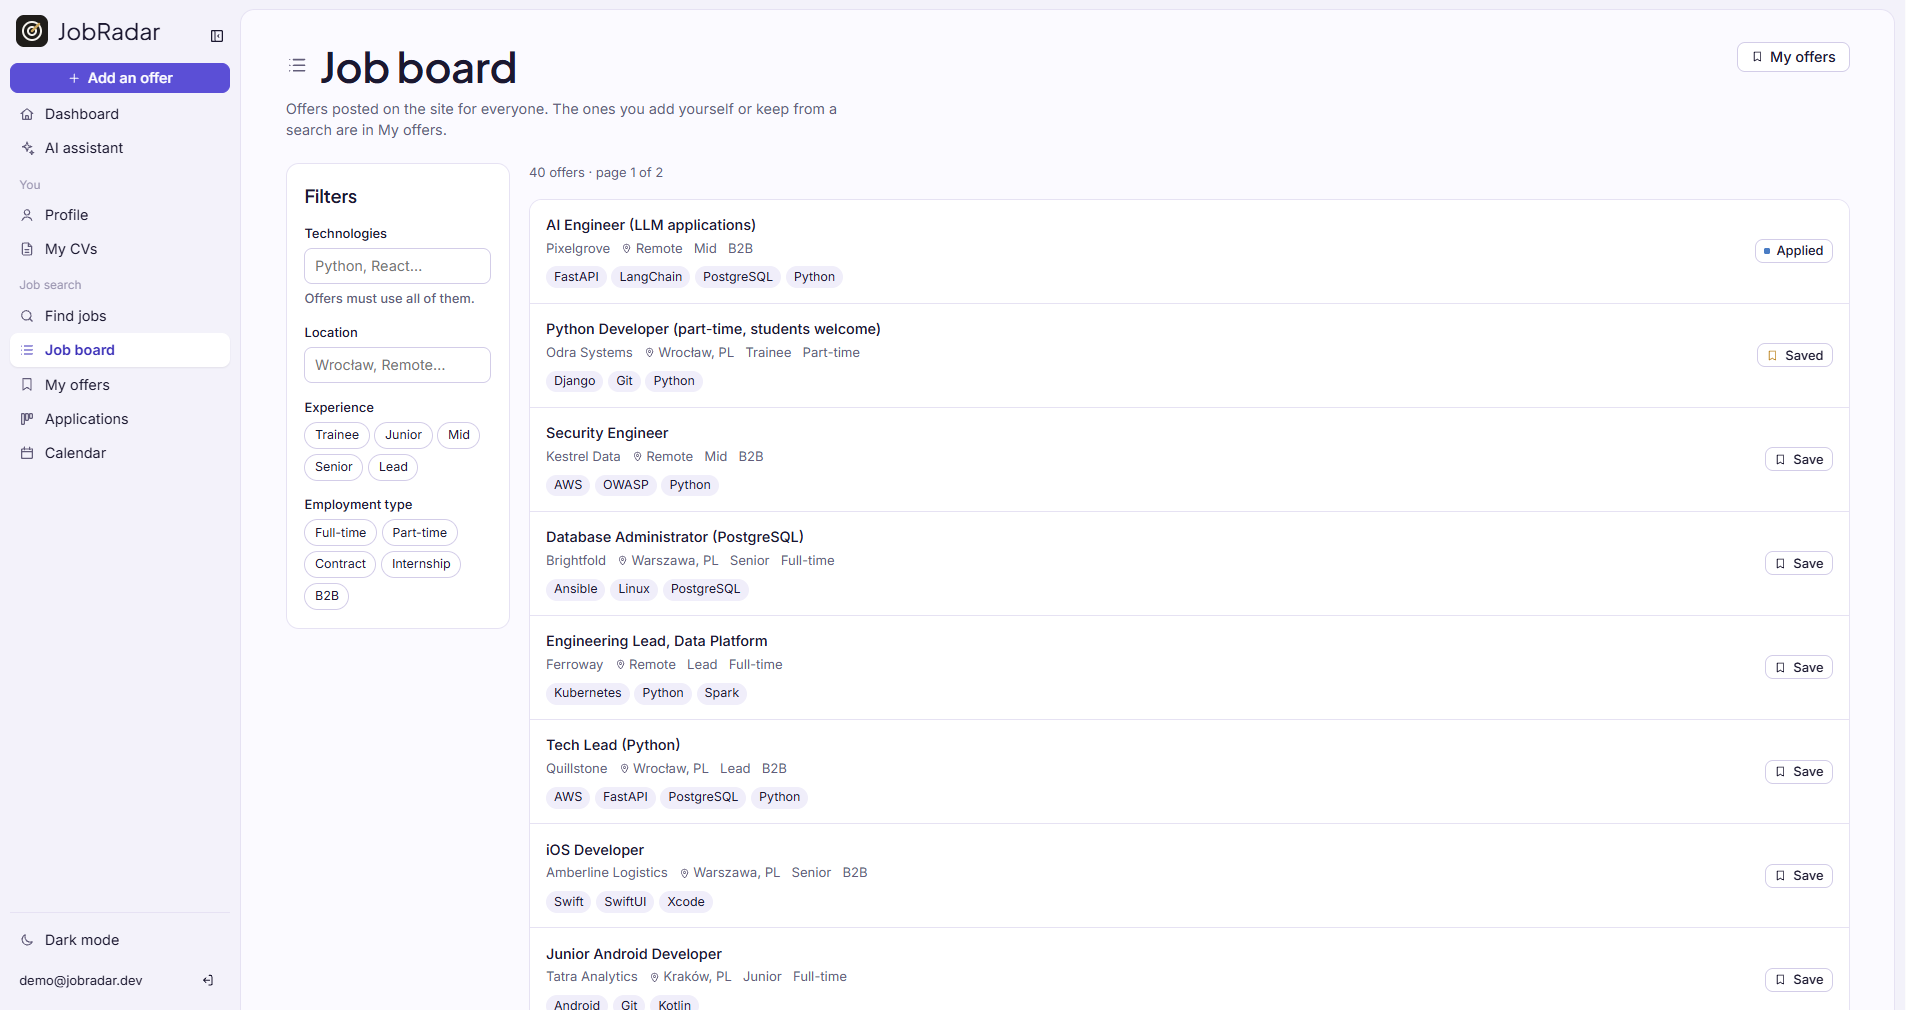 JobRadar
Add an offer
Dashboard
AI assistant
You
Profile
My CVs
Job search
Find jobs
Job board
My offers
Applications
Calendar
Dark mode
demo@jobradar.dev
Job board
My offers
Offers posted on the site for everyone. The ones you add yourself or keep from a
search are in My offers.
Filters
Technologies
Python, React...
Offers must use all of them.
Location
Wrocław, Remote...
Experience
Trainee Junior Mid
Senior Lead
Employment type
Full-time Part-time
Contract Internship
B2B
40 offers · page 1 of 2
AI Engineer (LLM applications)
Pixelgrove Remote Mid B2B
FastAPI LangChain PostgreSQL Python
Applied
Python Developer (part-time, students welcome)
Odra Systems Wrocław, PL Trainee Part-time
Django Git Python
Saved
Security Engineer
Kestrel Data Remote Mid B2B
AWS OWASP Python
Save
Database Administrator (PostgreSQL)
Brightfold Warszawa, PL Senior Full-time
Ansible Linux PostgreSQL
Save
Engineering Lead, Data Platform
Ferroway Remote Lead Full-time
Kubernetes Python Spark
Save
Tech Lead (Python)
Quillstone Wrocław, PL Lead B2B
AWS FastAPI PostgreSQL Python
Save
iOS Developer
Amberline Logistics Warszawa, PL Senior B2B
Swift SwiftUI Xcode
Save
Junior Android Developer
Tatra Analytics Kraków, PL Junior Full-time
Android Git Kotlin
Save